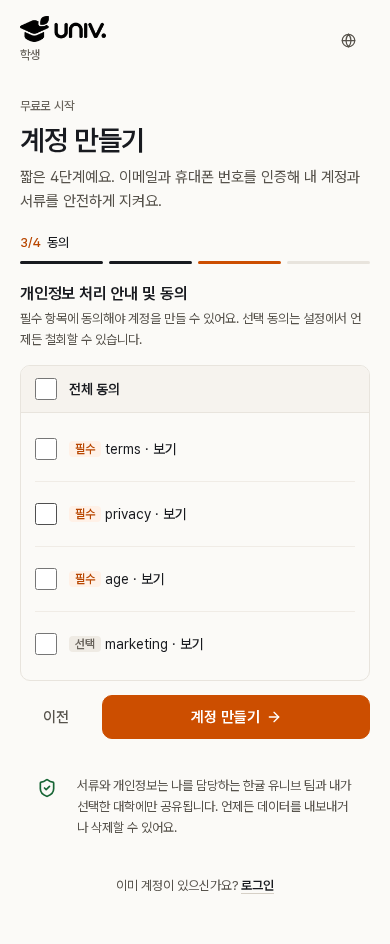 UNIV.
학생
무료로 시작
계정 만들기
짧은 4단계예요. 이메일과 휴대폰 번호를 인증해 내 계정과
서류를 안전하게 지켜요.
3/4 동의
개인정보 처리 안내 및 동의
필수 항목에 동의해야 계정을 만들 수 있어요. 선택 동의는 설정에서 언
제든 철회할 수 있습니다.
전체 동의
필수 terms · 보기
필수 privacy · 보기
필수 age · 보기
선택 marketing · 보기
이전
계정 만들기 →
서류와 개인정보는 나를 담당하는 한귤 유니브 팀과 내가
선택한 대학에만 공유됩니다. 언제든 데이터를 내보내거
나 삭제할 수 있어요.
이미 계정이 있으신가요? 로그인